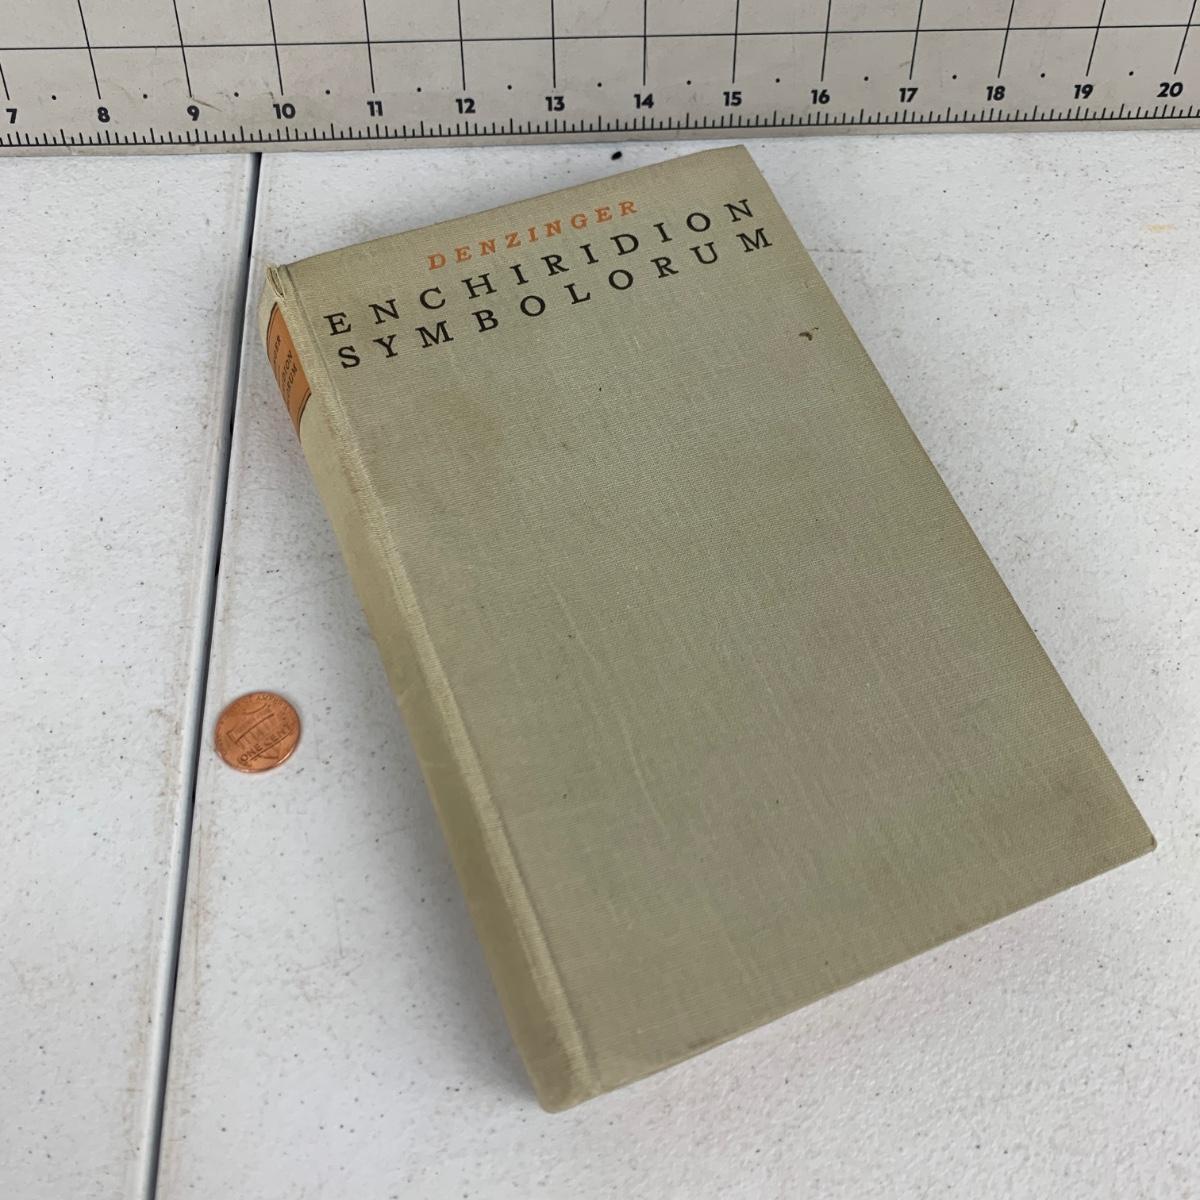 7 8 9 10 11 12 13 14 15 16 17 18 19 20
DENZINGER
ENCHIRIDION
SYMBOLORUM
ONE CENT